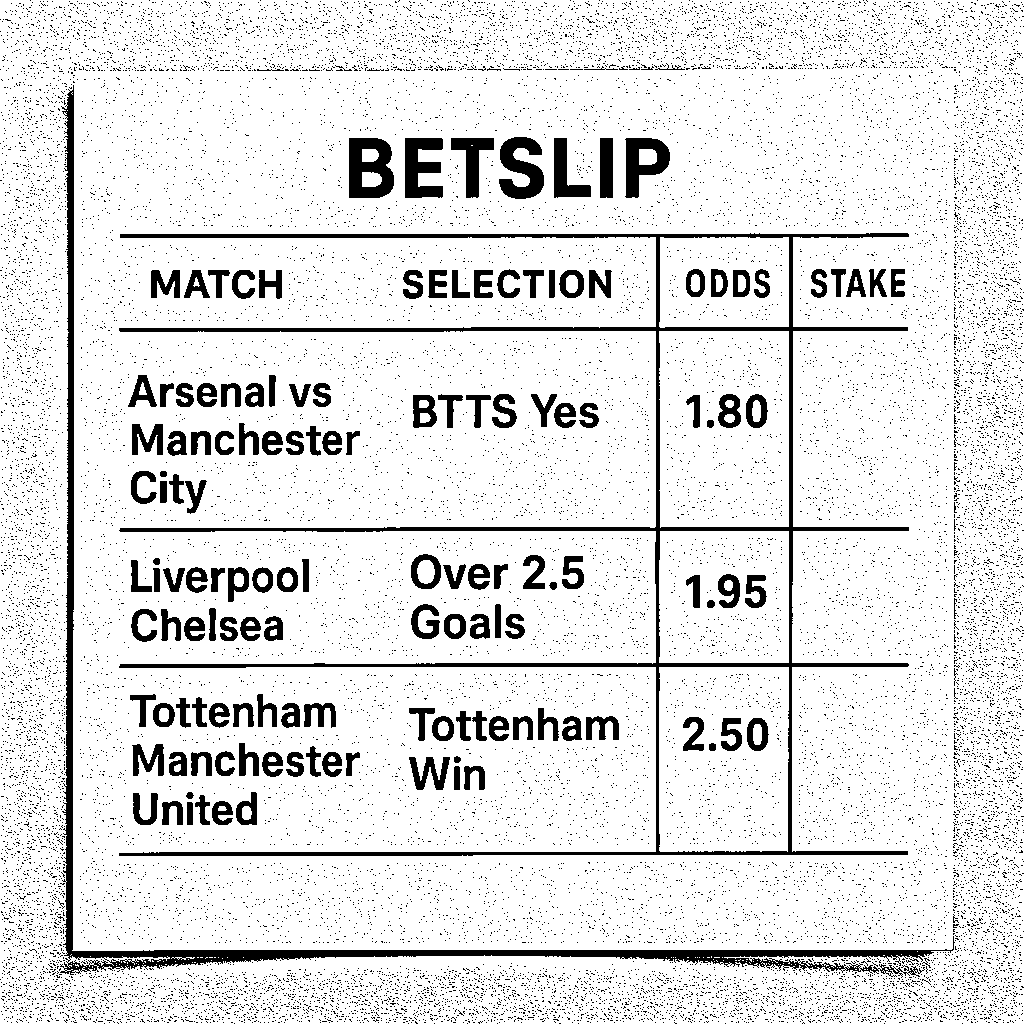 BETSLIP
MATCH SELECTION ODDS STAKE
Arsenal vs
Manchester
City
BTTS Yes
1.80
Liverpool
Chelsea
Over 2.5
Goals
1.95
Tottenham
Manchester
United
Tottenham
Win
2.50